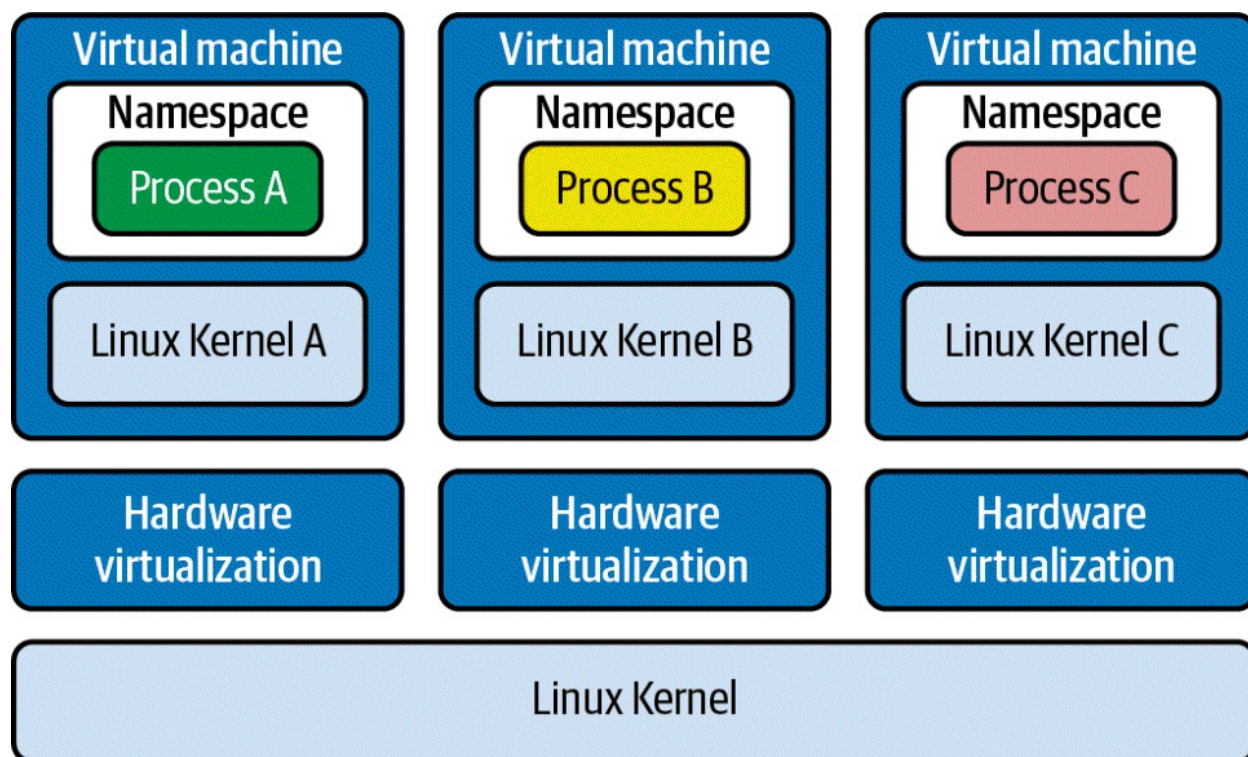 Virtual machine
Namespace
Process A
Linux Kernel A
Virtual machine
Namespace
Process B
Linux Kernel B
Virtual machine
Namespace
Process C
Linux Kernel C
Hardware
virtualization
Hardware
virtualization
Hardware
virtualization
Linux Kernel